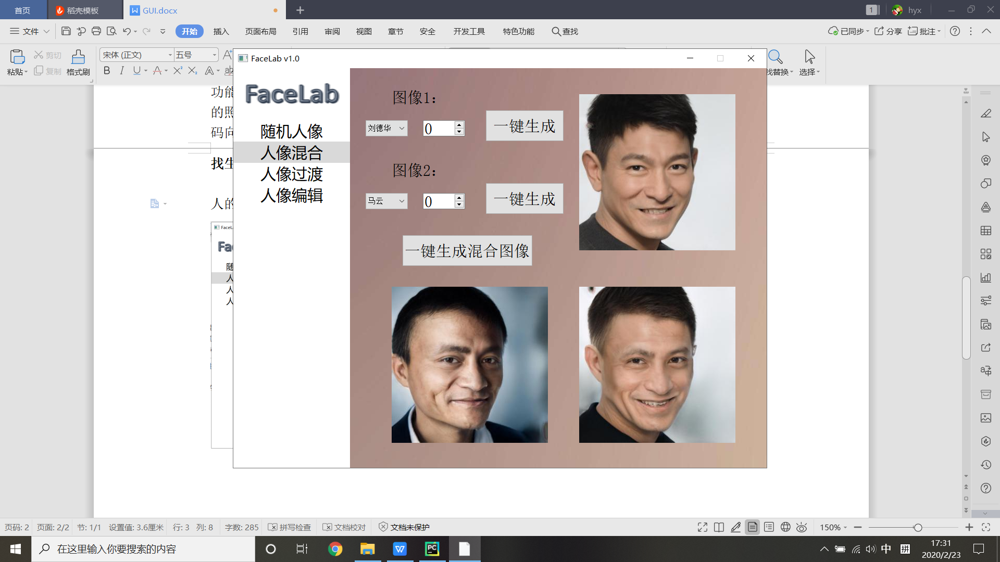 首页
稻壳模板
GUI.docx
1
hyx
文件
开始
插入
页面布局
引用
审阅
视图
章节
安全
开发工具
特色功能
查找
已同步
分享
批注
粘贴
剪切
复制
格式刷
宋体 (正文)
五号
B I U A X² X₂ A
找替换
选择
FaceLab v1.0
FaceLab
随机人像
人像混合
人像过渡
人像编辑
图像1：
刘德华
0
一键生成
图像2：
马云
0
一键生成
一键生成混合图像
功能
的照
码向
找生
人的
FaceL
Fa
随
人
人
人
页码: 2
页面: 2/2
节: 1/1
设置值: 3.6厘米
行: 3
列: 8
字数: 285
拼写检查
文档校对
文档未保护
150%
在这里输入你要搜索的内容
中
拼
17:31
2020/2/23